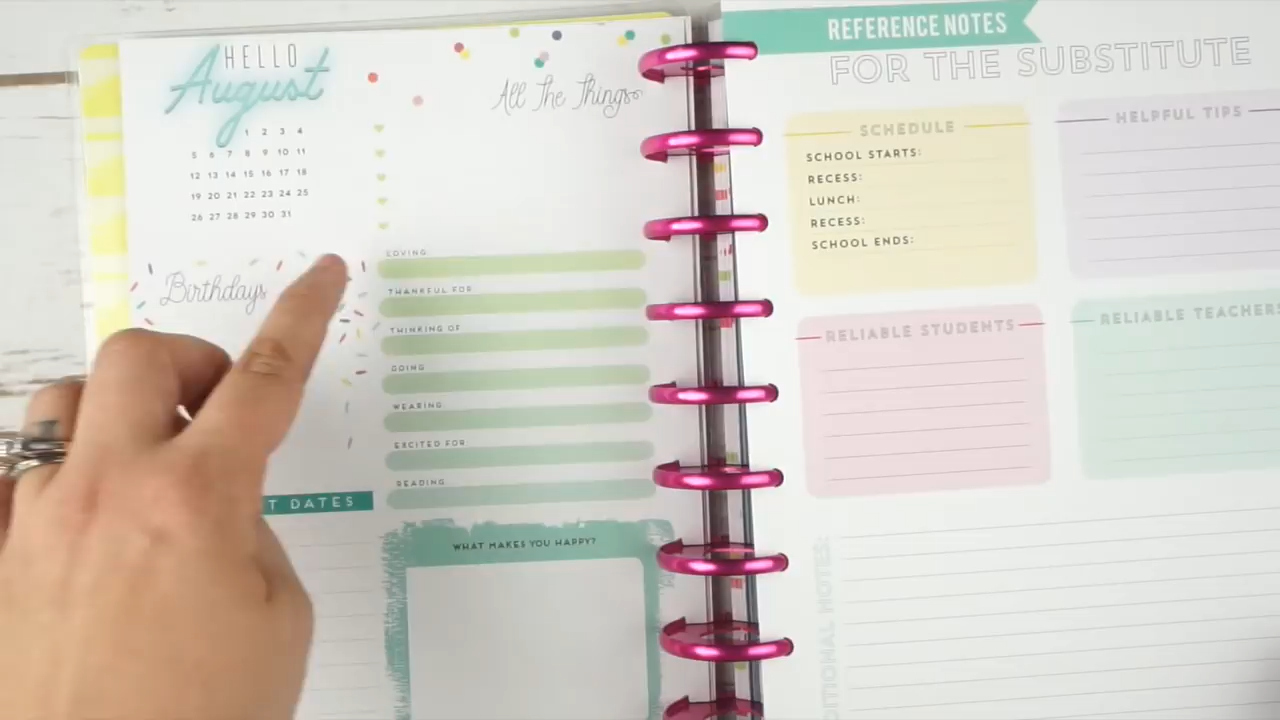 HELLO
August
1 2 3 4
5 6 7 8 9 10 11
12 13 14 15 16 17 18
19 20 21 22 23 24 25
26 27 28 29 30 31
Birthdays
T DATES
All The Things
LOVING
THANKFUL FOR
THINKING OF
GOING
WEARING
EXCITED FOR
READING
WHAT MAKES YOU HAPPY?
REFERENCE NOTES
FOR THE SUBSTITUTE
SCHEDULE
SCHOOL STARTS:
RECESS:
LUNCH:
RECESS:
SCHOOL ENDS:
HELPFUL TIPS
RELIABLE STUDENTS
RELIABLE TEACHERS
DITIONAL NOTES: